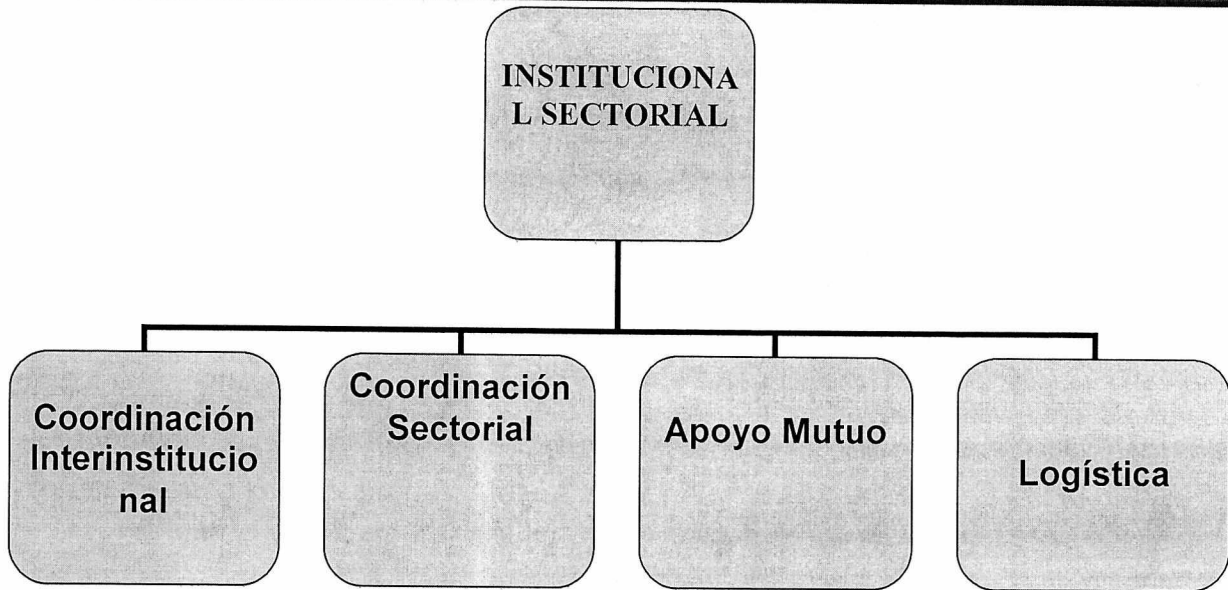 INSTITUCIONA
L SECTORIAL
Coordinación
Interinstitucio
nal
Coordinación
Sectorial
Apoyo Mutuo
Logística